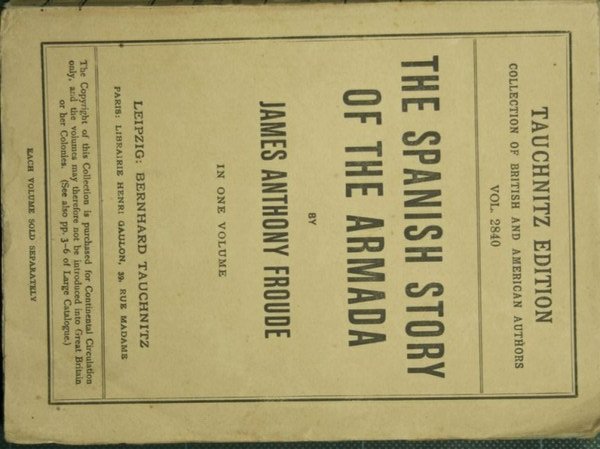 TAUCHNITZ EDITION
COLLECTION OF BRITISH AND AMERICAN AUTHORS
VOL. 2840
THE SPANISH STORY
OF THE ARMADA
BY
JAMES ANTHONY FROUDE
IN ONE VOLUME
LEIPZIG: BERNHARD TAUCHNITZ
PARIS: LIBRAIRIE HENRI GAULON, 39, RUE MADAME
The Copyright of this Collection is purchased for Continental Circulation
only, and the volumes may therefore not be introduced into Great Britain
or her Colonies. (See also pp. 3-6 of Large Catalogue.)
EACH VOLUME SOLD SEPARATELY